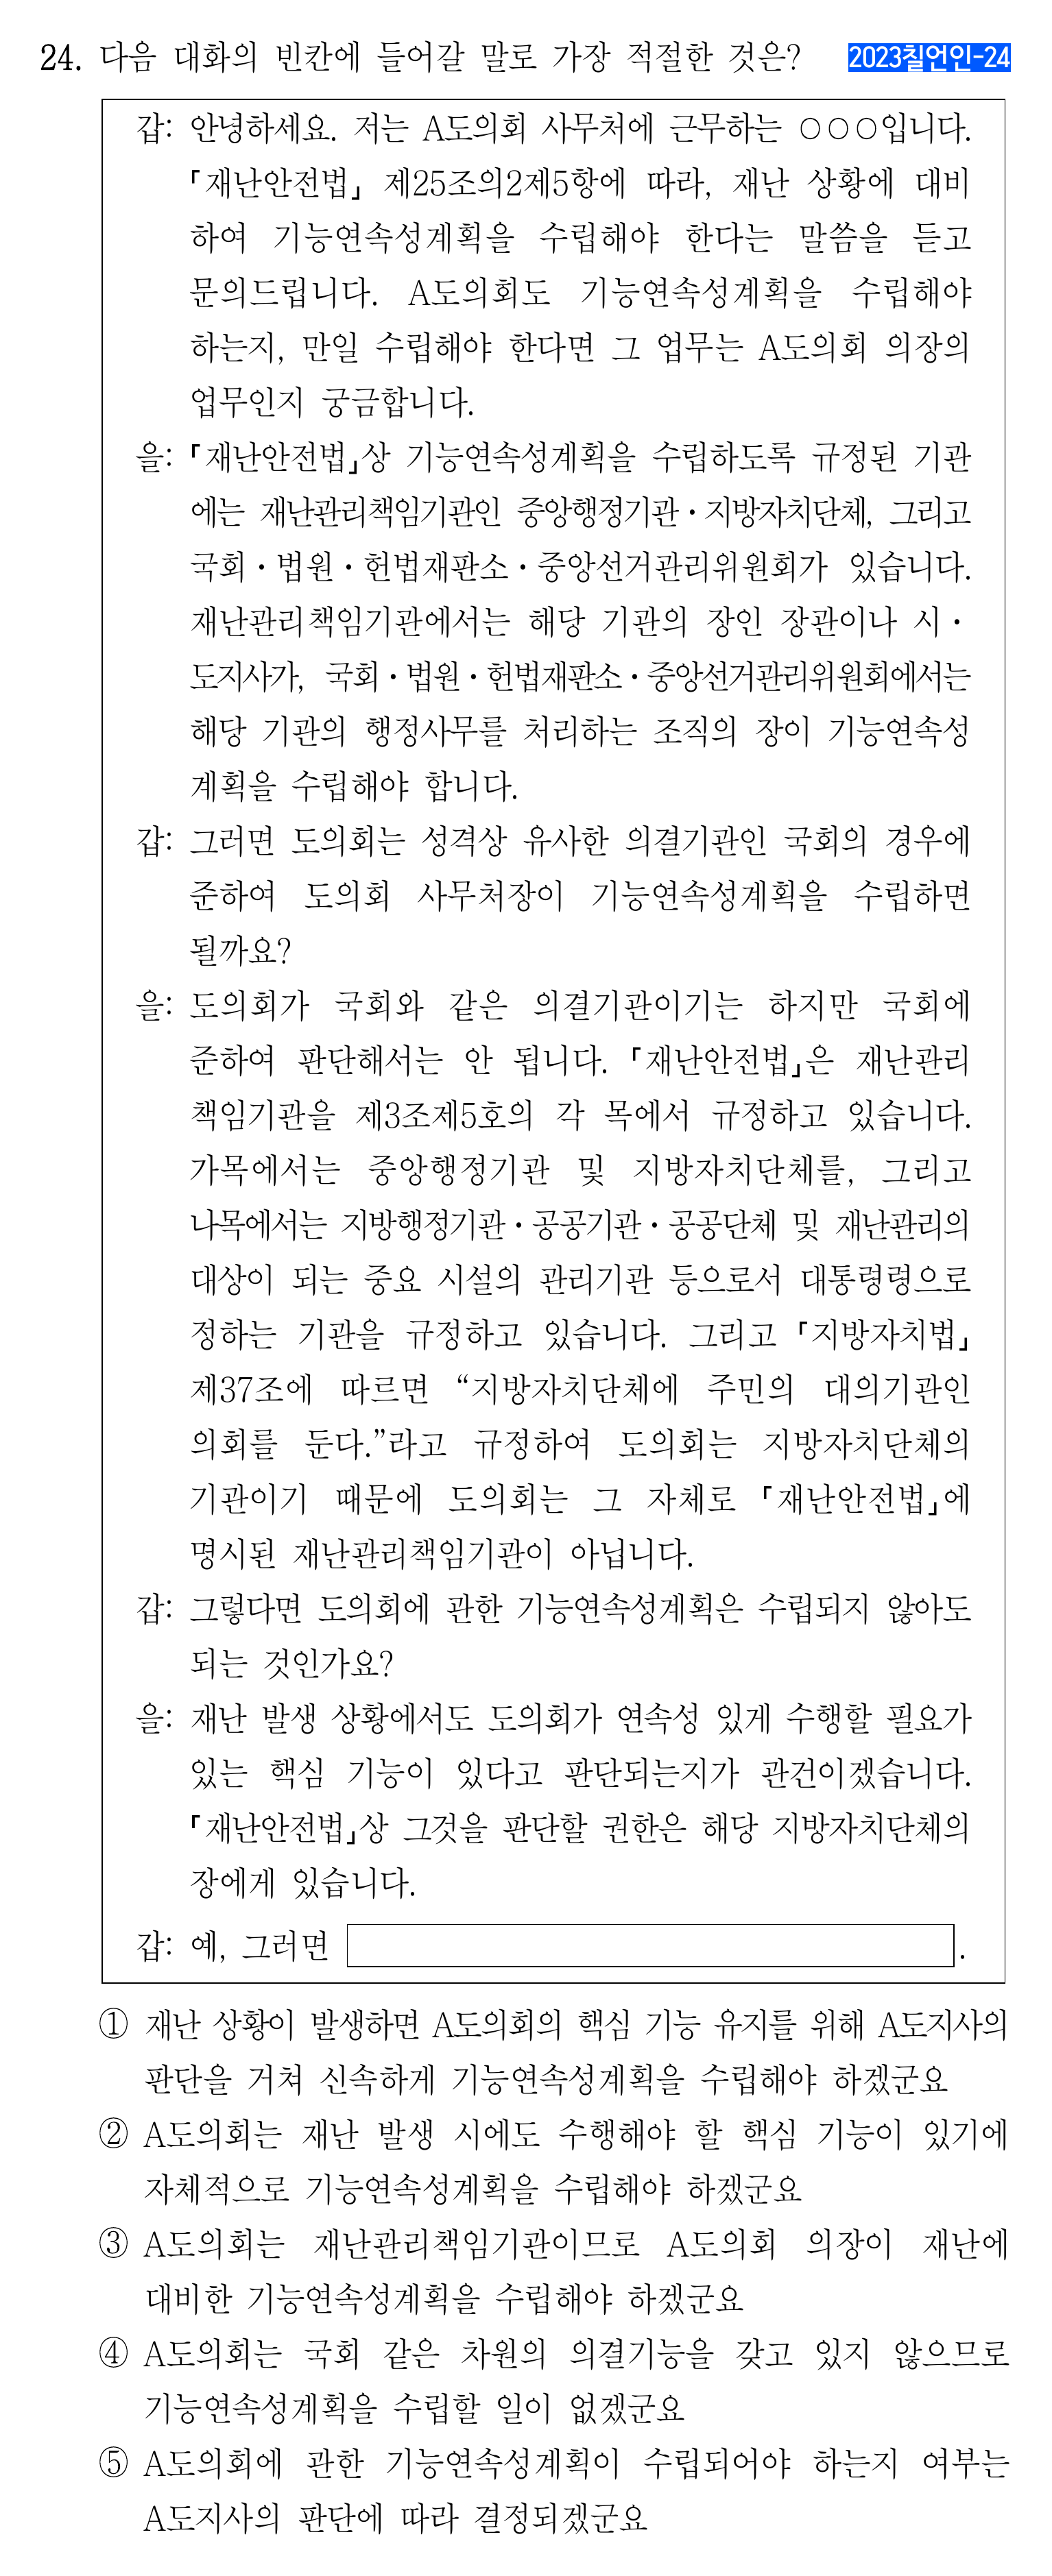 24. 다음 대화의 빈칸에 들어갈 말로 가장 적절한 것은? 2023칠언인-24
갑: 안녕하세요. 저는 A도의회 사무처에 근무하는 ○○○입니다.
「재난안전법」 제25조의2제5항에 따라, 재난 상황에 대비
하여 기능연속성계획을 수립해야 한다는 말씀을 듣고
문의드립니다. A도의회도 기능연속성계획을 수립해야
하는지, 만일 수립해야 한다면 그 업무는 A도의회 의장의
업무인지 궁금합니다.
을: 「재난안전법」상 기능연속성계획을 수립하도록 규정된 기관
에는 재난관리책임기관인 중앙행정기관・지방자치단체, 그리고
국회・법원・헌법재판소・중앙선거관리위원회가 있습니다.
재난관리책임기관에서는 해당 기관의 장인 장관이나 시・
도지사가, 국회・법원・헌법재판소・중앙선거관리위원회에서는
해당 기관의 행정사무를 처리하는 조직의 장이 기능연속성
계획을 수립해야 합니다.
갑: 그러면 도의회는 성격상 유사한 의결기관인 국회의 경우에
준하여 도의회 사무처장이 기능연속성계획을 수립하면
될까요?
을: 도의회가 국회와 같은 의결기관이기는 하지만 국회에
준하여 판단해서는 안 됩니다. 「재난안전법」은 재난관리
책임기관을 제3조제5호의 각 목에서 규정하고 있습니다.
가목에서는 중앙행정기관 및 지방자치단체를, 그리고
나목에서는 지방행정기관・공공기관・공공단체 및 재난관리의
대상이 되는 중요 시설의 관리기관 등으로서 대통령령으로
정하는 기관을 규정하고 있습니다. 그리고 「지방자치법」
제37조에 따르면 “지방자치단체에 주민의 대의기관인
의회를 둔다.”라고 규정하여 도의회는 지방자치단체의
기관이기 때문에 도의회는 그 자체로 「재난안전법」에
명시된 재난관리책임기관이 아닙니다.
갑: 그렇다면 도의회에 관한 기능연속성계획은 수립되지 않아도
되는 것인가요?
을: 재난 발생 상황에서도 도의회가 연속성 있게 수행할 필요가
있는 핵심 기능이 있다고 판단되는지가 관건이겠습니다.
「재난안전법」상 그것을 판단할 권한은 해당 지방자치단체의
장에게 있습니다.
갑: 예, 그러면 .
① 재난 상황이 발생하면 A도의회의 핵심 기능 유지를 위해 A도지사의
판단을 거쳐 신속하게 기능연속성계획을 수립해야 하겠군요
② A도의회는 재난 발생 시에도 수행해야 할 핵심 기능이 있기에
자체적으로 기능연속성계획을 수립해야 하겠군요
③ A도의회는 재난관리책임기관이므로 A도의회 의장이 재난에
대비한 기능연속성계획을 수립해야 하겠군요
④ A도의회는 국회 같은 차원의 의결기능을 갖고 있지 않으므로
기능연속성계획을 수립할 일이 없겠군요
⑤ A도의회에 관한 기능연속성계획이 수립되어야 하는지 여부는
A도지사의 판단에 따라 결정되겠군요